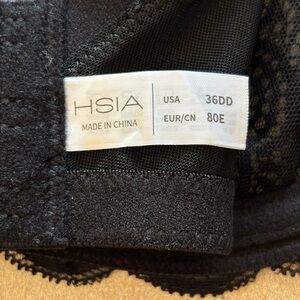 HSIA
MADE IN CHINA
USA 36DD
EUR/CN 80E